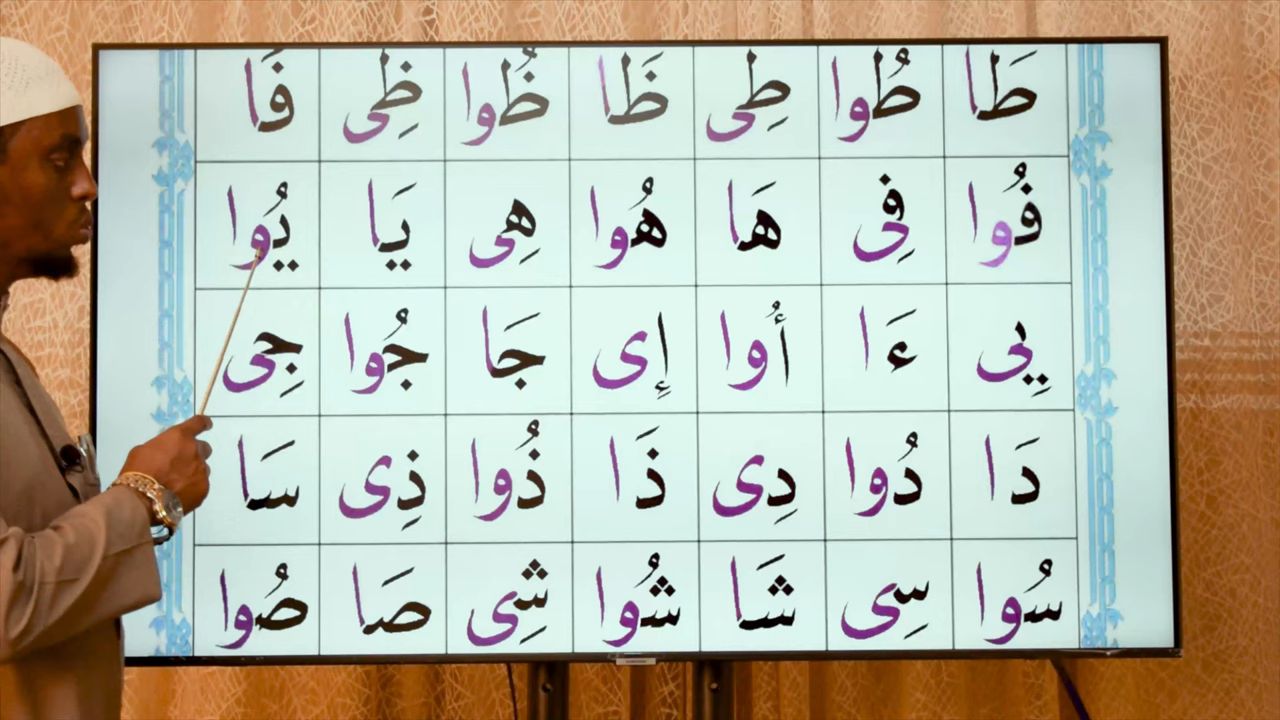 طَا طُوا طِى ظَا ظُوا ظِى فَا
فُوا فِى هَا هُوا هِى يَا يُوا
يِى ءَا أُوا إِى جَا جُوا جِى
دَا دُوا دِى ذَا ذُوا ذِى سَا
سُوا سِى شَا شُوا شِى صَا صُوا